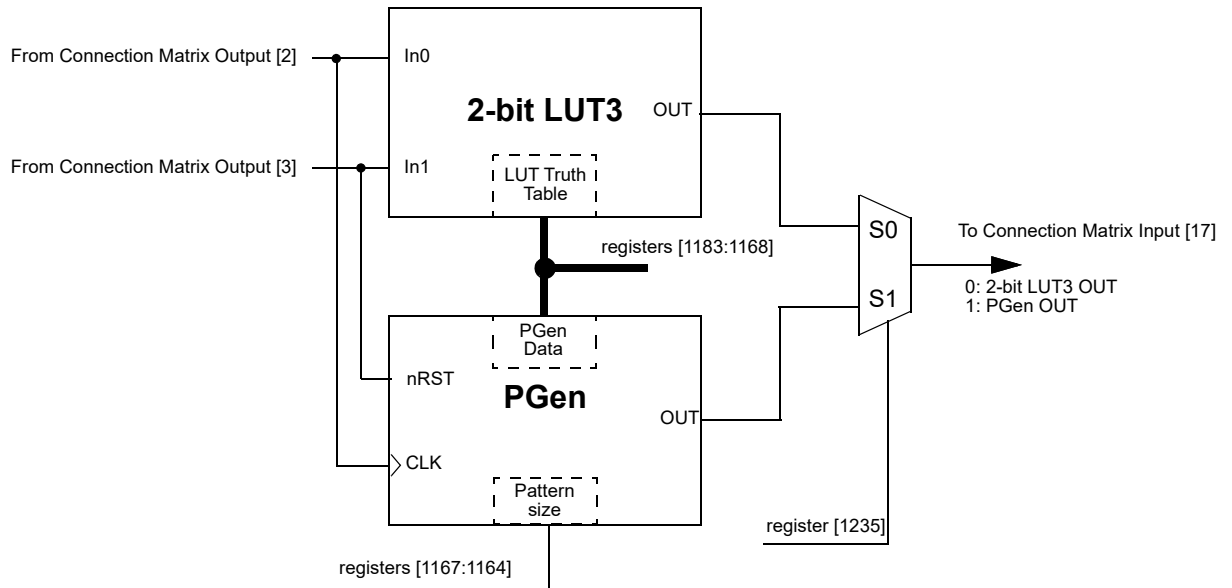 From Connection Matrix Output [2]
In0
2-bit LUT3
OUT
From Connection Matrix Output [3]
In1
LUT Truth
Table
registers [1183:1168]
S0
To Connection Matrix Input [17]
0: 2-bit LUT3 OUT
1: PGen OUT
S1
PGen
Data
nRST
PGen
OUT
CLK
Pattern
size
register [1235]
registers [1167:1164]